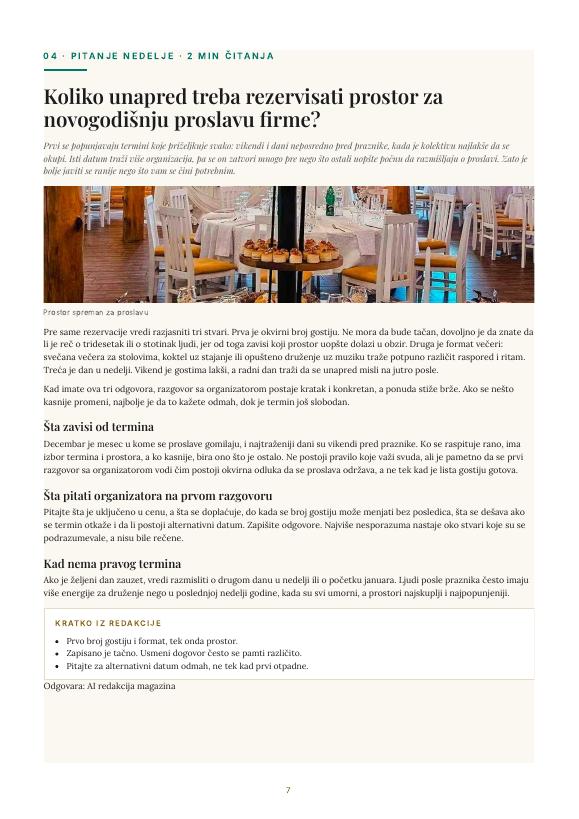 04 · PITANJE NEDELJE · 2 MIN ČITANJA
Koliko unapred treba rezervisati prostor za
novogodišnju proslavu firme?
Prvi se popunjavaju termini koje priželjkuje svako: vikendi i dani neposredno pred praznike, kada je kolektivu najlakše da se
okupi. Isti datum traži više organizacija, pa se on zatvori mnogo pre nego što ostali uopšte počnu da razmišljaju o proslavi. Zato je
bolje javiti se ranije nego što vam se čini potrebnim.
Prostor spreman za proslavu
Pre same rezervacije vredi razjasniti tri stvari. Prva je okvirni broj gostiju. Ne mora da bude tačan, dovoljno je da znate da
li je reč o tridesetak ili o stotinak ljudi, jer od toga zavisi koji prostor uopšte dolazi u obzir. Druga je format večeri:
svečana večera za stolovima, koktel uz stajanje ili opušteno druženje uz muziku traže potpuno različit raspored i ritam.
Treća je dan u nedelji. Vikend je gostima lakši, a radni dan traži da se unapred misli na jutro posle.
Kad imate ova tri odgovora, razgovor sa organizatorom postaje kratak i konkretan, a ponuda stiže brže. Ako se nešto
kasnije promeni, najbolje je da to kažete odmah, dok je termin još slobodan.
Šta zavisi od termina
Decembar je mesec u kome se proslave gomilaju, i najtraženiji dani su vikendi pred praznike. Ko se raspituje rano, ima
izbor termina i prostora, a ko kasnije, bira ono što je ostalo. Ne postoji pravilo koje važi svuda, ali je pametno da se prvi
razgovor sa organizatorom vodi čim postoji okvirna odluka da se proslava održava, a ne tek kad je lista gostiju gotova.
Šta pitati organizatora na prvom razgovoru
Pitajte šta je uključeno u cenu, a šta se doplaćuje, do kada se broj gostiju može menjati bez posledica, šta se dešava ako
se termin otkaže i da li postoji alternativni datum. Zapišite odgovore. Najviše nesporazuma nastaje oko stvari koje su se
podrazumevale, a nisu bile rečene.
Kad nema pravog termina
Ako je željeni dan zauzet, vredi razmisliti o drugom danu u nedelji ili o početku januara. Ljudi posle praznika često imaju
više energije za druženje nego u poslednjoj nedelji godine, kada su svi umorni, a prostori najskuplji i najpopunjeniji.
KRATKO IZ REDAKCIJE
• Prvo broj gostiju i format, tek onda prostor.
• Zapisano je tačno. Usmeni dogovor često se pamti različito.
• Pitajte za alternativni datum odmah, ne tek kad prvi otpadne.
Odgovara: AI redakcija magazina
7